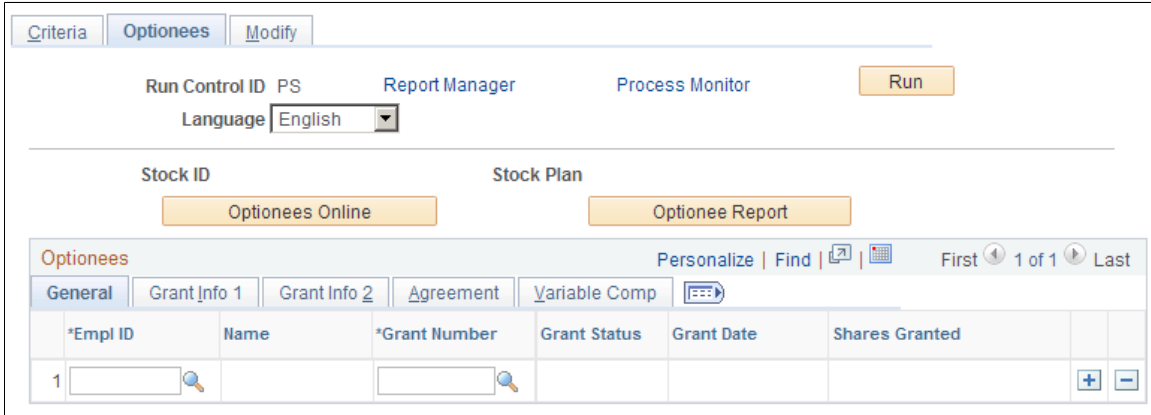 Criteria Optionees Modify
Run Control ID PS Report Manager Process Monitor Run
Language English
Stock ID Stock Plan
Optionees Online Optionee Report
Optionees Personalize | Find | | First 1 of 1 Last
General Grant Info 1 Grant Info 2 Agreement Variable Comp
*Empl ID Name *Grant Number Grant Status Grant Date Shares Granted
1